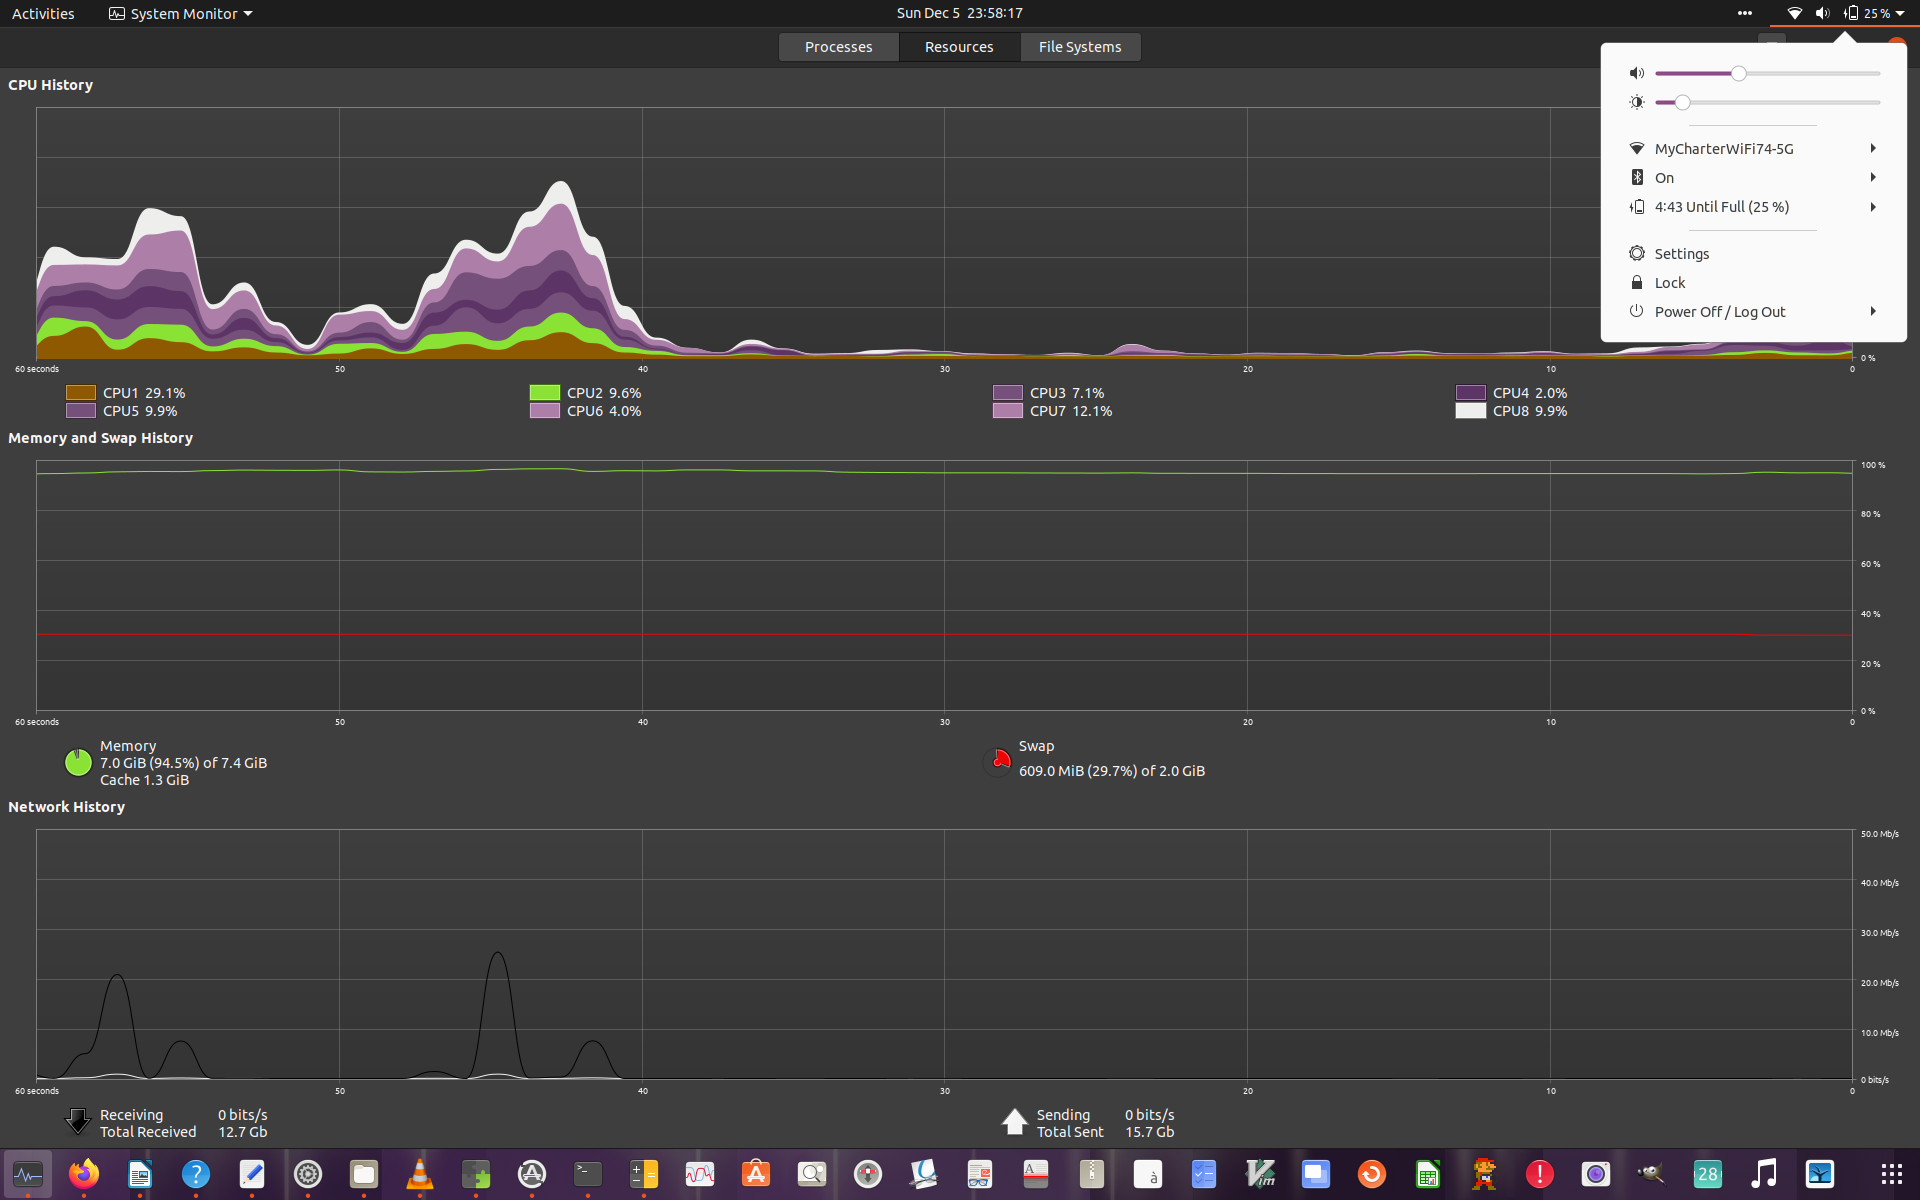 Activities System Monitor Sun Dec 5 23:58:17 25 %
Processes Resources File Systems
CPU History
MyCharterWiFi74-5G
On
4:43 Until Full (25 %)
Settings
Lock
Power Off / Log Out
0 %
60 seconds 50 40 30 20 10 0
CPU1 29.1% CPU2 9.6% CPU3 7.1% CPU4 2.0%
CPU5 9.9% CPU6 4.0% CPU7 12.1% CPU8 9.9%
Memory and Swap History
100 %
80 %
60 %
40 %
20 %
0 %
60 seconds 50 40 30 20 10 0
Memory
7.0 GiB (94.5%) of 7.4 GiB
Cache 1.3 GiB
Swap
609.0 MiB (29.7%) of 2.0 GiB
Network History
50.0 Mb/s
40.0 Mb/s
30.0 Mb/s
20.0 Mb/s
10.0 Mb/s
0 bits/s
60 seconds 50 40 30 20 10 0
Receiving 0 bits/s
Total Received 12.7 Gb
Sending 0 bits/s
Total Sent 15.7 Gb
? >_ A à Vim ! 28